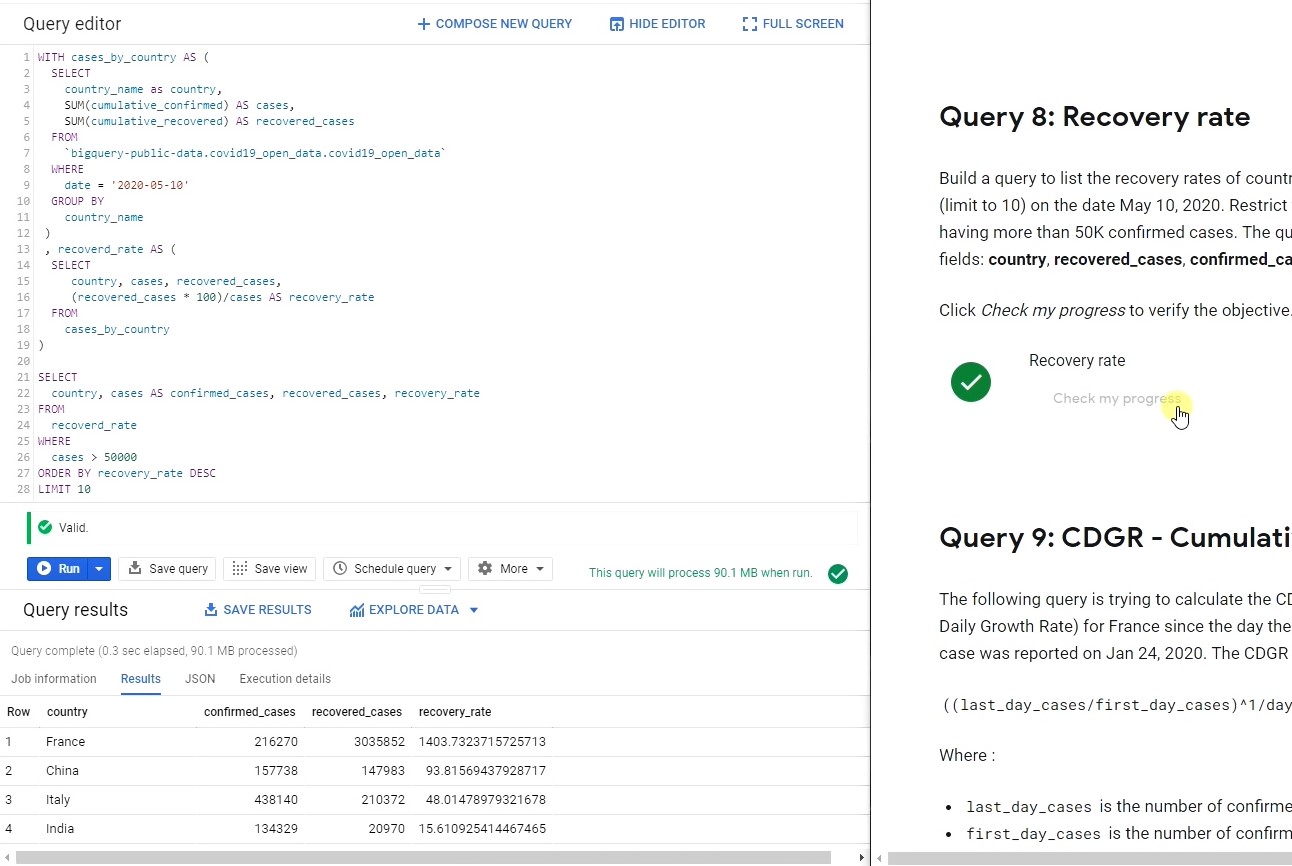 Query editor
COMPOSE NEW QUERY
HIDE EDITOR
FULL SCREEN
1 WITH cases_by_country AS (
2 SELECT
3 country_name as country,
4 SUM(cumulative_confirmed) AS cases,
5 SUM(cumulative_recovered) AS recovered_cases
6 FROM
7 `bigquery-public-data.covid19_open_data.covid19_open_data`
8 WHERE
9 date = '2020-05-10'
10 GROUP BY
11 country_name
12 )
13 , recoverd_rate AS (
14 SELECT
15 country, cases, recovered_cases,
16 (recovered_cases * 100)/cases AS recovery_rate
17 FROM
18 cases_by_country
19 )
20
21 SELECT
22 country, cases AS confirmed_cases, recovered_cases, recovery_rate
23 FROM
24 recoverd_rate
25 WHERE
26 cases > 50000
27 ORDER BY recovery_rate DESC
28 LIMIT 10
Valid.
Run Save query Save view Schedule query More This query will process 90.1 MB when run.
Query results SAVE RESULTS EXPLORE DATA
Query complete (0.3 sec elapsed, 90.1 MB processed)
Job information Results JSON Execution details
Row country confirmed_cases recovered_cases recovery_rate
1 France 216270 3035852 1403.7323715725713
2 China 157738 147983 93.81569437928717
3 Italy 438140 210372 48.01478979321678
4 India 134329 20970 15.610925414467465
Query 8: Recovery rate
Build a query to list the recovery rates of countr
(limit to 10) on the date May 10, 2020. Restrict
having more than 50K confirmed cases. The qu
fields: country, recovered_cases, confirmed_ca
Click Check my progress to verify the objective.
Recovery rate
Check my progress
Query 9: CDGR - Cumulati
The following query is trying to calculate the CD
Daily Growth Rate) for France since the day the
case was reported on Jan 24, 2020. The CDGR
((last_day_cases/first_day_cases)^1/day
Where :
• last_day_cases is the number of confirme
• first_day_cases is the number of confirm